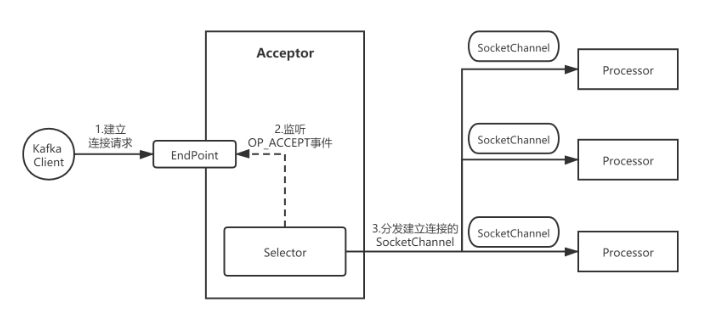 Acceptor
SocketChannel
Processor
1.建立
连接请求
2.监听
OP_ACCEPT事件
Kafka
Client
EndPoint
SocketChannel
Processor
3.分发建立连接的
SocketChannel
SocketChannel
Selector
Processor